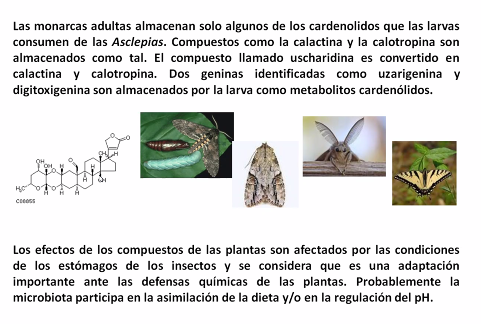 Las monarcas adultas almacenan solo algunos de los cardenolidos que las larvas
consumen de las Asclepias. Compuestos como la calactina y la calotropina son
almacenados como tal. El compuesto llamado uscharidina es convertido en
calactina y calotropina. Dos geninas identificadas como uzarigenina y
digitoxigenina son almacenados por la larva como metabolitos cardenólidos.
C08855
Los efectos de los compuestos de las plantas son afectados por las condiciones
de los estómagos de los insectos y se considera que es una adaptación
importante ante las defensas químicas de las plantas. Probablemente la
microbiota participa en la asimilación de la dieta y/o en la regulación del pH.